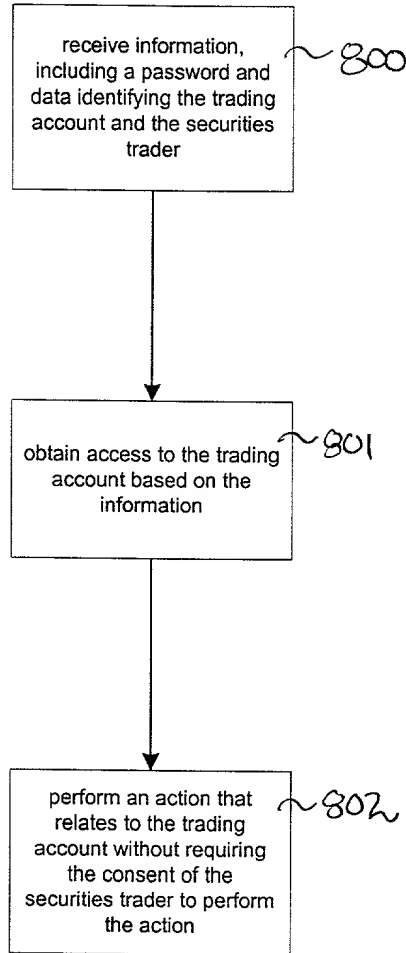 receive information,
including a password and
data identifying the trading
account and the securities
trader
800
obtain access to the trading
account based on the
information
801
perform an action that
relates to the trading
account without requiring
the consent of the
securities trader to perform
the action
802